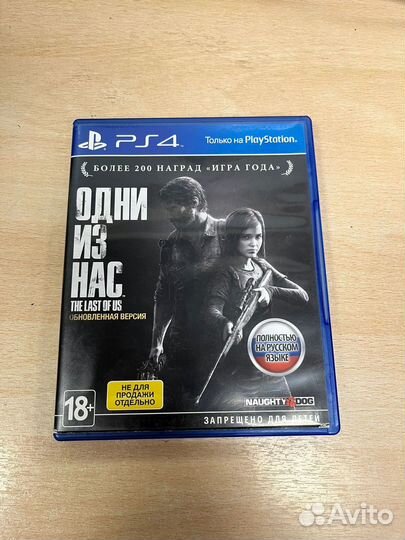 PS4
Только на PlayStation.
БОЛЕЕ 200 НАГРАД «ИГРА ГОДА»
ОДНИ
ИЗ
НАС
THE LAST OF US
ОБНОВЛЕННАЯ ВЕРСИЯ
ПОЛНОСТЬЮ
НА РУССКОМ
ЯЗЫКЕ
НЕ ДЛЯ
ПРОДАЖИ
ОТДЕЛЬНО
18+
NAUGHTY DOG
ЗАПРЕЩЕНО ДЛЯ ДЕТЕЙ
Avito